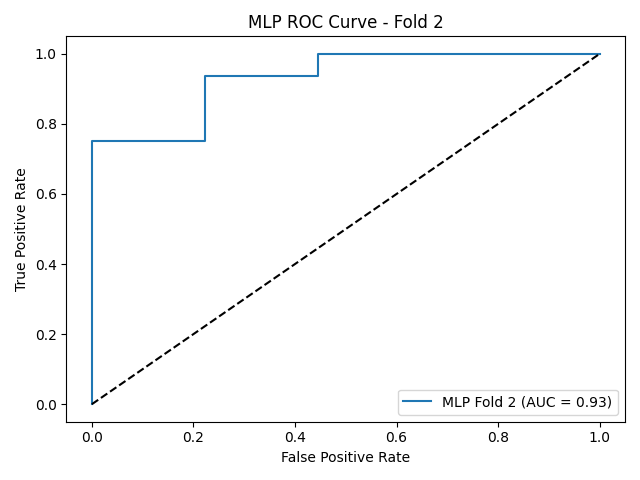 MLP ROC Curve - Fold 2
True Positive Rate
1.0
0.8
0.6
0.4
0.2
0.0
MLP Fold 2 (AUC = 0.93)
0.0 0.2 0.4 0.6 0.8 1.0
False Positive Rate